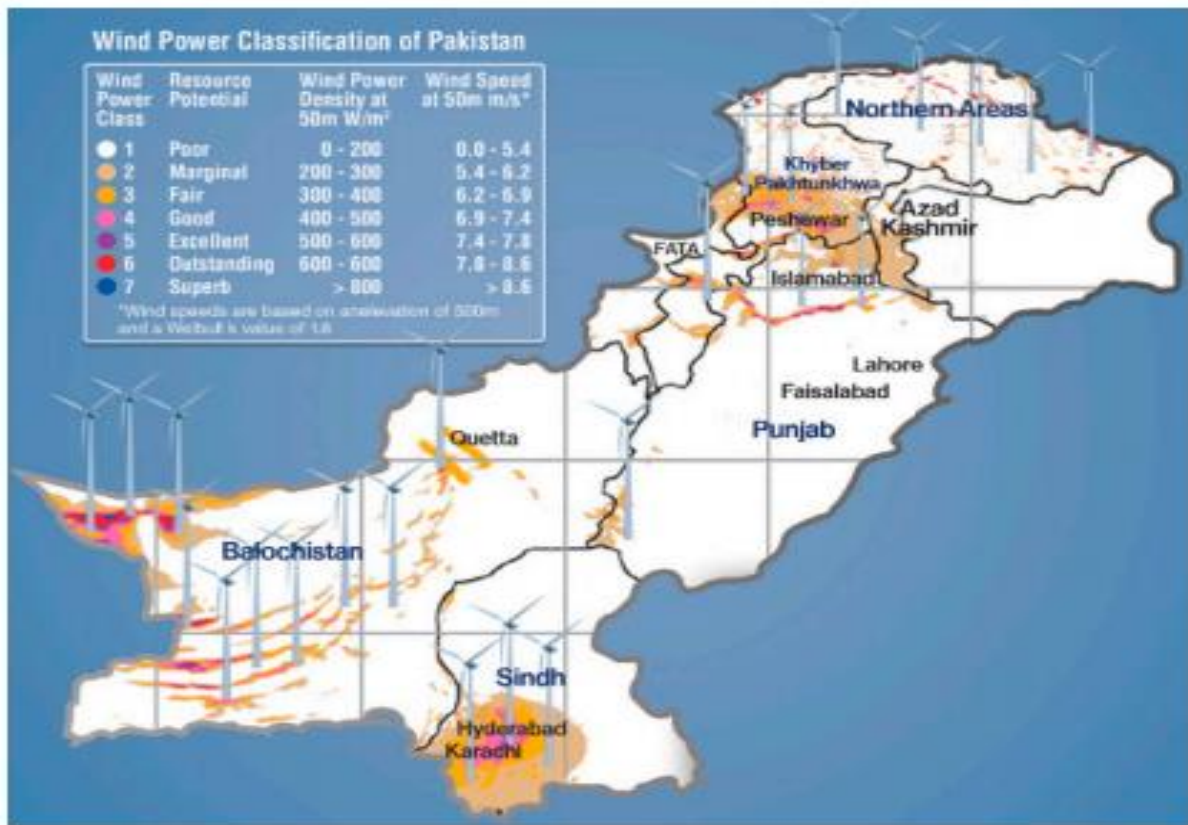 Wind Power Classification of Pakistan
Wind Power Class Resource Potential Wind Power Density at 50m W/m² Wind Speed at 50m m/s*
1 Poor 0 - 200 0.0 - 5.4
2 Marginal 200 - 300 5.4 - 6.2
3 Fair 300 - 400 6.2 - 6.9
4 Good 400 - 500 6.9 - 7.4
5 Excellent 500 - 600 7.4 - 7.8
6 Outstanding 600 - 600 7.8 - 8.6
7 Superb > 800 > 8.6
*Wind speeds are based on anelevation of 500m
and a Weibull k value of 1.8
Northern Areas
Khyber
Pakhtunkhwa
Azad
Kashmir
Peshewar
FATA
Islamabad
Lahore
Faisalabad
Punjab
Quetta
Balochistan
Sindh
Hyderabad
Karachi